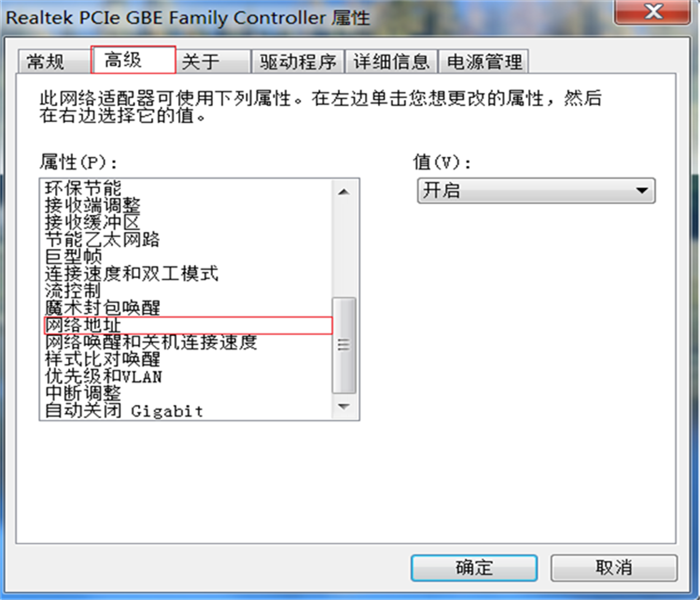 Realtek PCIe GBE Family Controller 属性
常规 高级 关于 驱动程序 详细信息 电源管理
此网络适配器可使用下列属性。在左边单击您想更改的属性，然后
在右边选择它的值。
属性(P):
值(V):
环保节能
开启
接收端调整
接收缓冲区
节能乙太网路
巨型帧
连接速度和双工模式
流控制
魔术封包唤醒
网络地址
网络唤醒和关机连接速度
样式比对唤醒
优先级和VLAN
中断调整
自动关闭 Gigabit
确定 取消